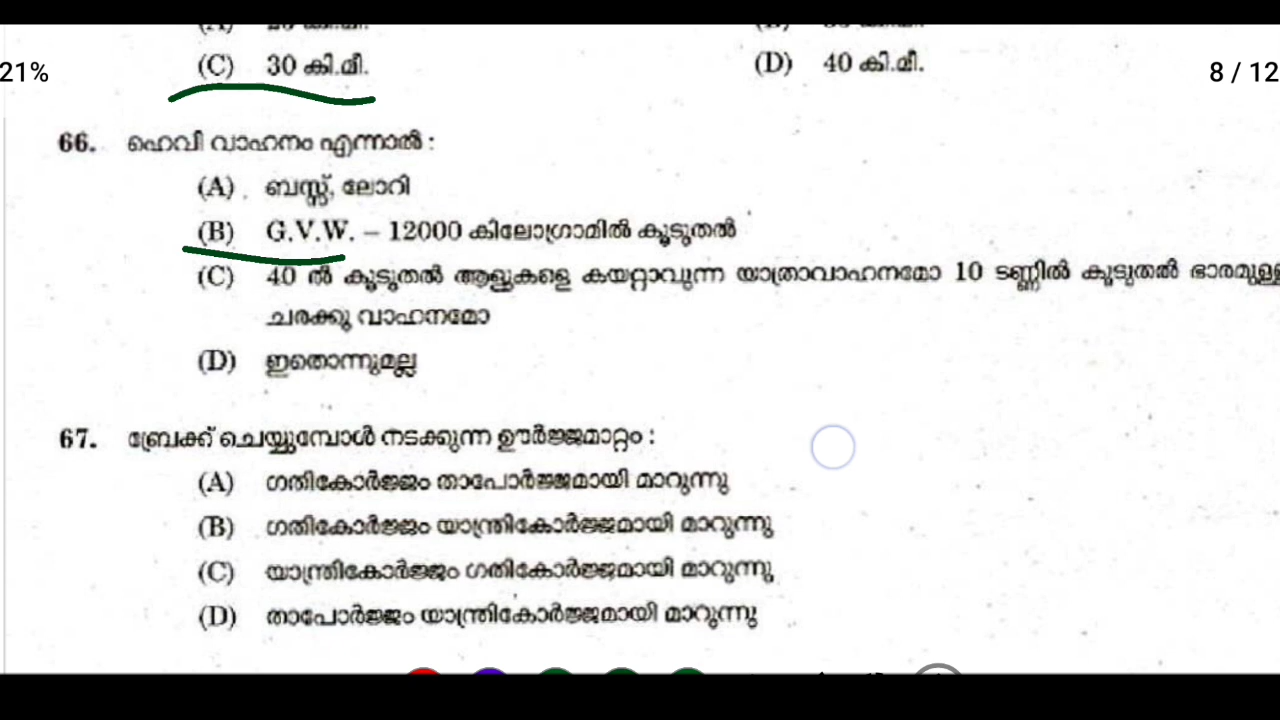 (C) 30 കി.മീ. (D) 40 കി.മീ.
21% 8 / 12
66. ഹെവി വാഹനം എന്നാൽ :
(A) ബസ്സ്, ലോറി
(B) G.V.W. – 12000 കിലോഗ്രാമിൽ കൂടുതൽ
(C) 40 ൽ കൂടുതൽ ആളുകളെ കയറ്റാവുന്ന യാത്രാവാഹനമോ 10 ടണ്ണിൽ കൂടുതൽ
ചരക്കു വാഹനമോ
(D) ഇതൊന്നുമല്ല
67. ബ്രേക്ക് ചെയ്യുമ്പോൾ നടക്കുന്ന ഊർജ്ജമാറ്റം :
(A) ഗതികോർജ്ജം താപോർജ്ജമായി മാറുന്നു
(B) ഗതികോർജ്ജം യാന്ത്രികോർജ്ജമായി മാറുന്നു
(C) യാന്ത്രികോർജ്ജം ഗതികോർജ്ജമായി മാറുന്നു
(D) താപോർജ്ജം യാന്ത്രികോർജ്ജമായി മാറുന്നു